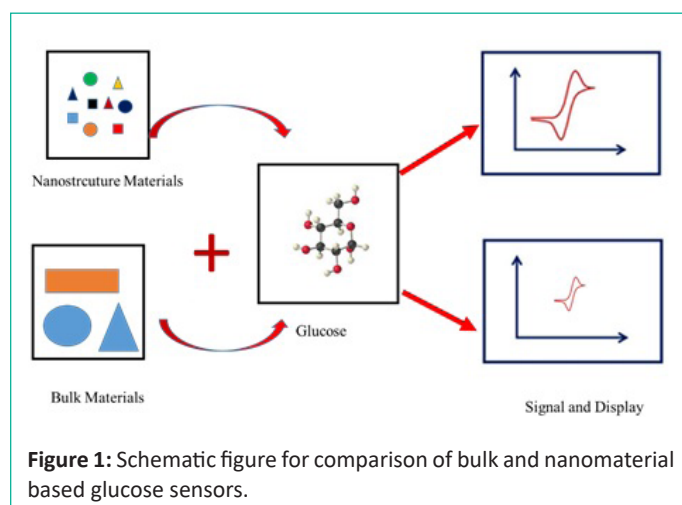 Nanostrcuture Materials
Glucose
Bulk Materials
Signal and Display
Figure 1: Schematic figure for comparison of bulk and nanomaterial
based glucose sensors.